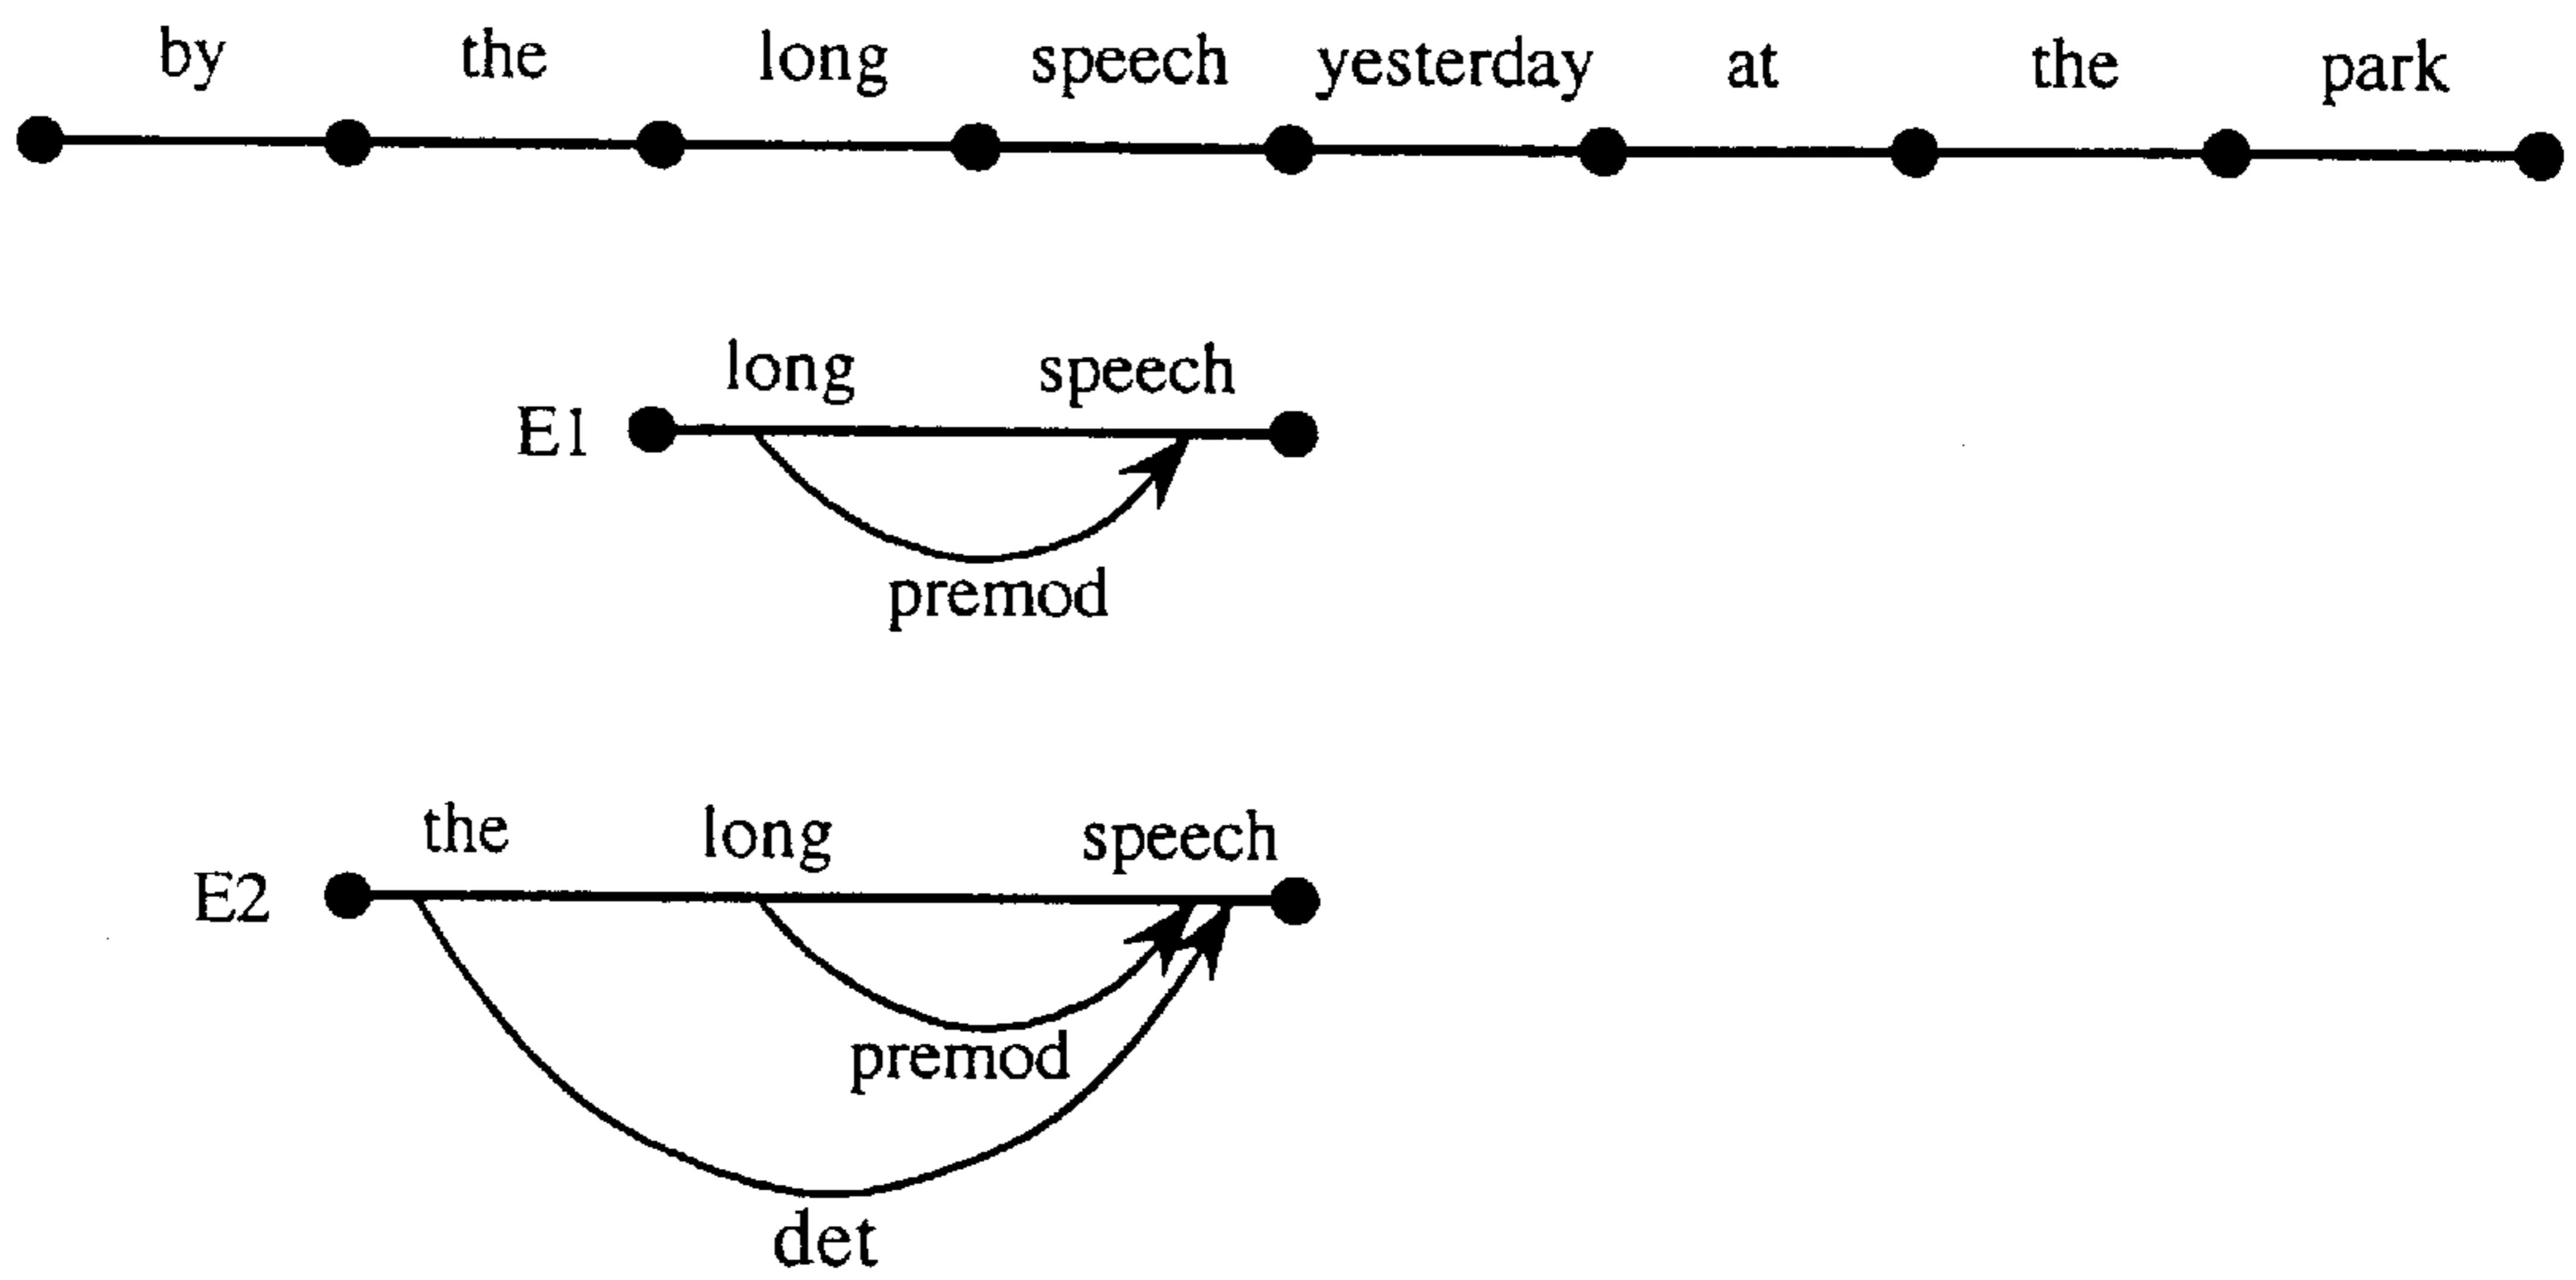 by the long speech yesterday at the park
long speech
E1
premod
the long speech
E2
premod
det